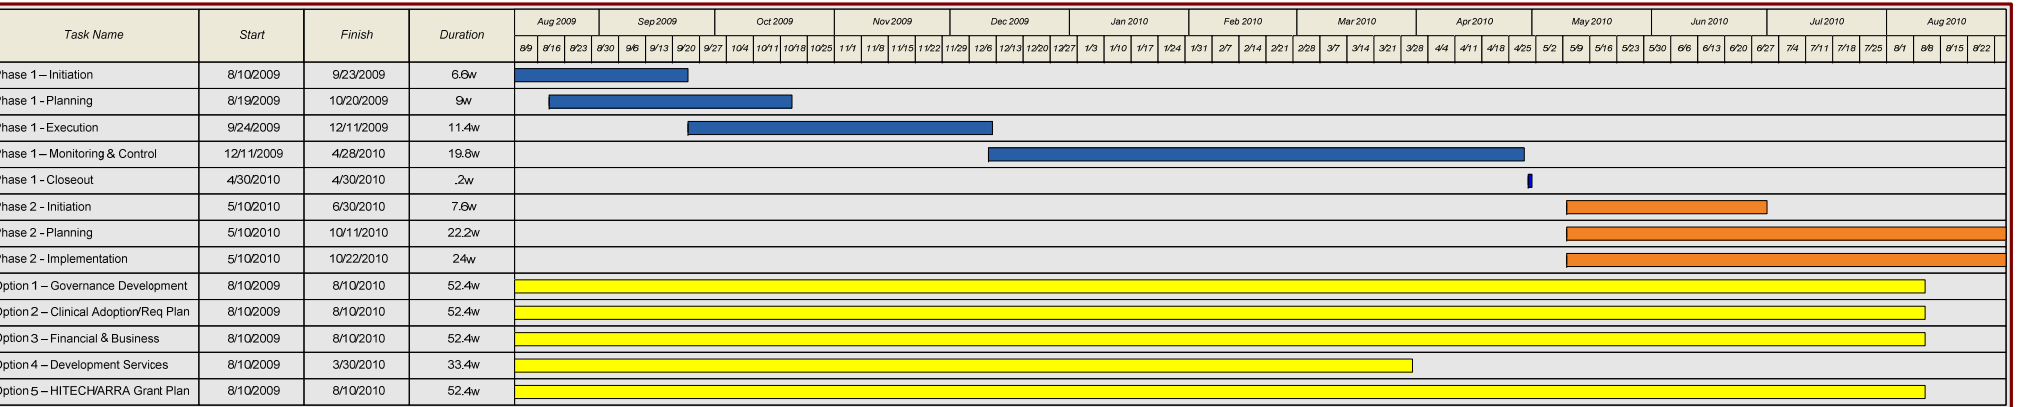 Task Name Start Finish Duration Aug 2009 Sep 2009 Oct 2009 Nov 2009 Dec 2009 Jan 2010 Feb 2010 Mar 2010 Apr 2010 May 2010 Jun 2010 Jul 2010 Aug 2010
8/9 8/16 8/23 8/30 9/6 9/13 9/20 9/27 10/4 10/11 10/18 10/25 11/1 11/8 11/15 11/22 11/29 12/6 12/13 12/20 12/27 1/3 1/10 1/17 1/24 1/31 2/7 2/14 2/21 2/28 3/7 3/14 3/21 3/28 4/4 4/11 4/18 4/25 5/2 5/9 5/16 5/23 5/30 6/6 6/13 6/20 6/27 7/4 7/11 7/18 7/25 8/1 8/8 8/15 8/22
Phase 1 – Initiation 8/10/2009 9/23/2009 6.6w
Phase 1 - Planning 8/19/2009 10/20/2009 9w
Phase 1 - Execution 9/24/2009 12/11/2009 11.4w
Phase 1 – Monitoring & Control 12/11/2009 4/28/2010 19.8w
Phase 1 - Closeout 4/30/2010 4/30/2010 .2w
Phase 2 - Initiation 5/10/2010 6/30/2010 7.6w
Phase 2 - Planning 5/10/2010 10/11/2010 22.2w
Phase 2 - Implementation 5/10/2010 10/22/2010 24w
Option 1 – Governance Development 8/10/2009 8/10/2010 52.4w
Option 2 – Clinical Adoption/Req Plan 8/10/2009 8/10/2010 52.4w
Option 3 – Financial & Business 8/10/2009 8/10/2010 52.4w
Option 4 – Development Services 8/10/2009 3/30/2010 33.4w
Option 5 – HITECH/ARRA Grant Plan 8/10/2009 8/10/2010 52.4w